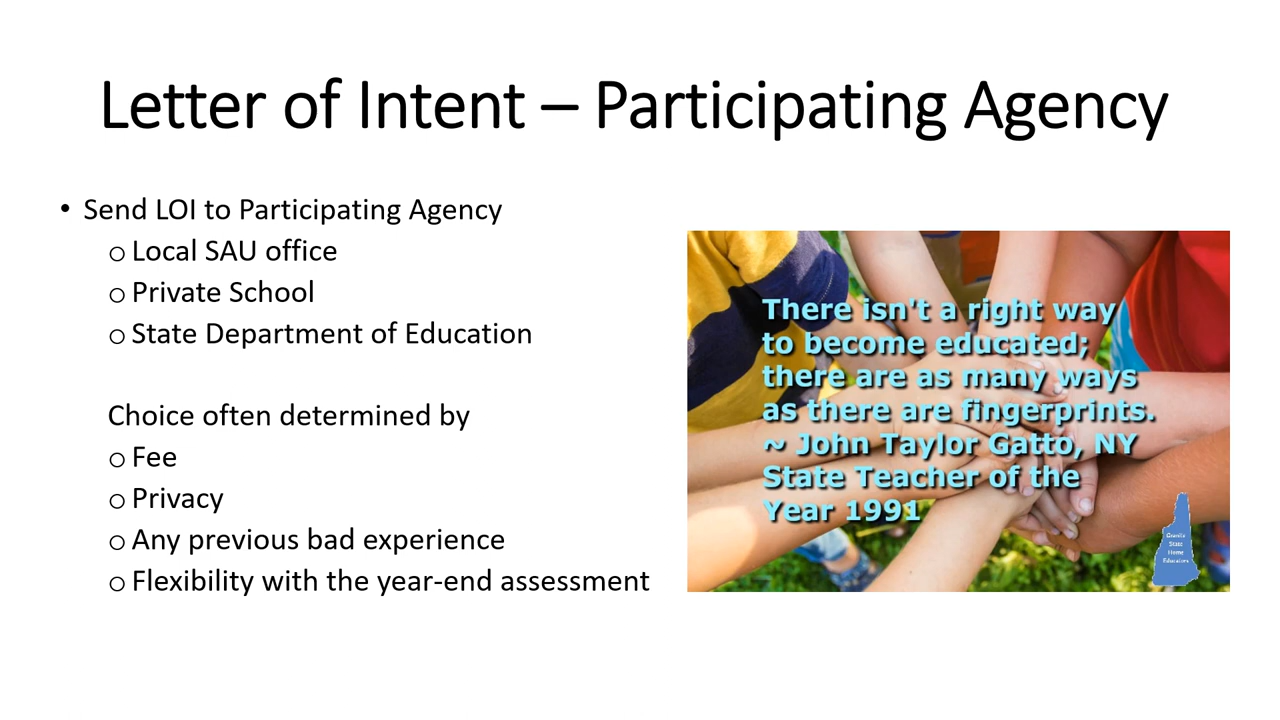 Letter of Intent – Participating Agency
• Send LOI to Participating Agency
o Local SAU office
o Private School
o State Department of Education
Choice often determined by
o Fee
o Privacy
o Any previous bad experience
o Flexibility with the year-end assessment
There isn't a right way
to become educated;
there are as many ways
as there are fingerprints.
~ John Taylor Gatto, NY
State Teacher of the
Year 1991
Granite
State
Home
Educators